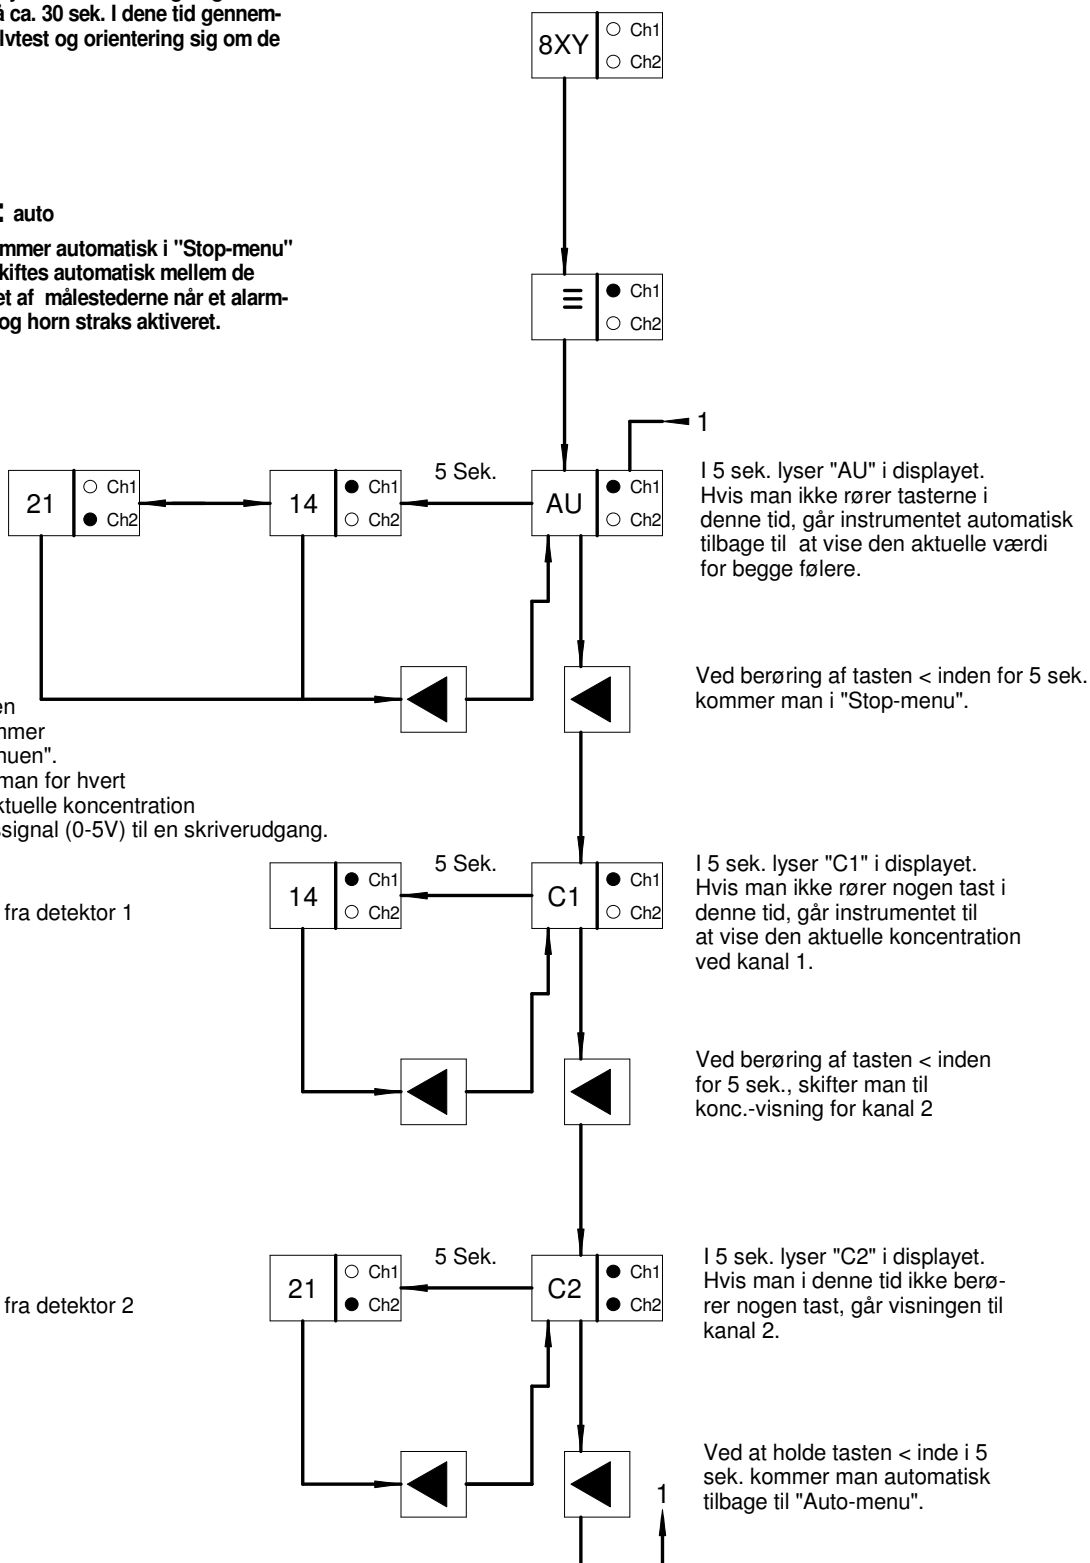 å ca. 30 sek. I dene tid gennem-
lvtest og orientering sig om de
8XY
Ch1
Ch2
: auto
mmer automatisk i "Stop-menu"
kiftes automatisk mellem de
et af målestederne når et alarm-
og horn straks aktiveret.
Ch1
Ch2
1
21
Ch1
Ch2
14
Ch1
Ch2
5 Sek.
AU
Ch1
Ch2
I 5 sek. lyser "AU" i displayet.
Hvis man ikke rører tasterne i
denne tid, går instrumentet automatisk
tilbage til at vise den aktuelle værdi
for begge følere.
Ved berøring af tasten < inden for 5 sek.
kommer man i "Stop-menu".
en
nmer
nuen".
man for hvert
ktuelle koncentration
ssignal (0-5V) til en skriverudgang.
fra detektor 1
14
Ch1
Ch2
5 Sek.
C1
Ch1
Ch2
I 5 sek. lyser "C1" i displayet.
Hvis man ikke rører nogen tast i
denne tid, går instrumentet til
at vise den aktuelle koncentration
ved kanal 1.
Ved berøring af tasten < inden
for 5 sek., skifter man til
konc.-visning for kanal 2
fra detektor 2
21
Ch1
Ch2
5 Sek.
C2
Ch1
Ch2
I 5 sek. lyser "C2" i displayet.
Hvis man i denne tid ikke berø-
rer nogen tast, går visningen til
kanal 2.
Ved at holde tasten < inde i 5
sek. kommer man automatisk
tilbage til "Auto-menu".
1